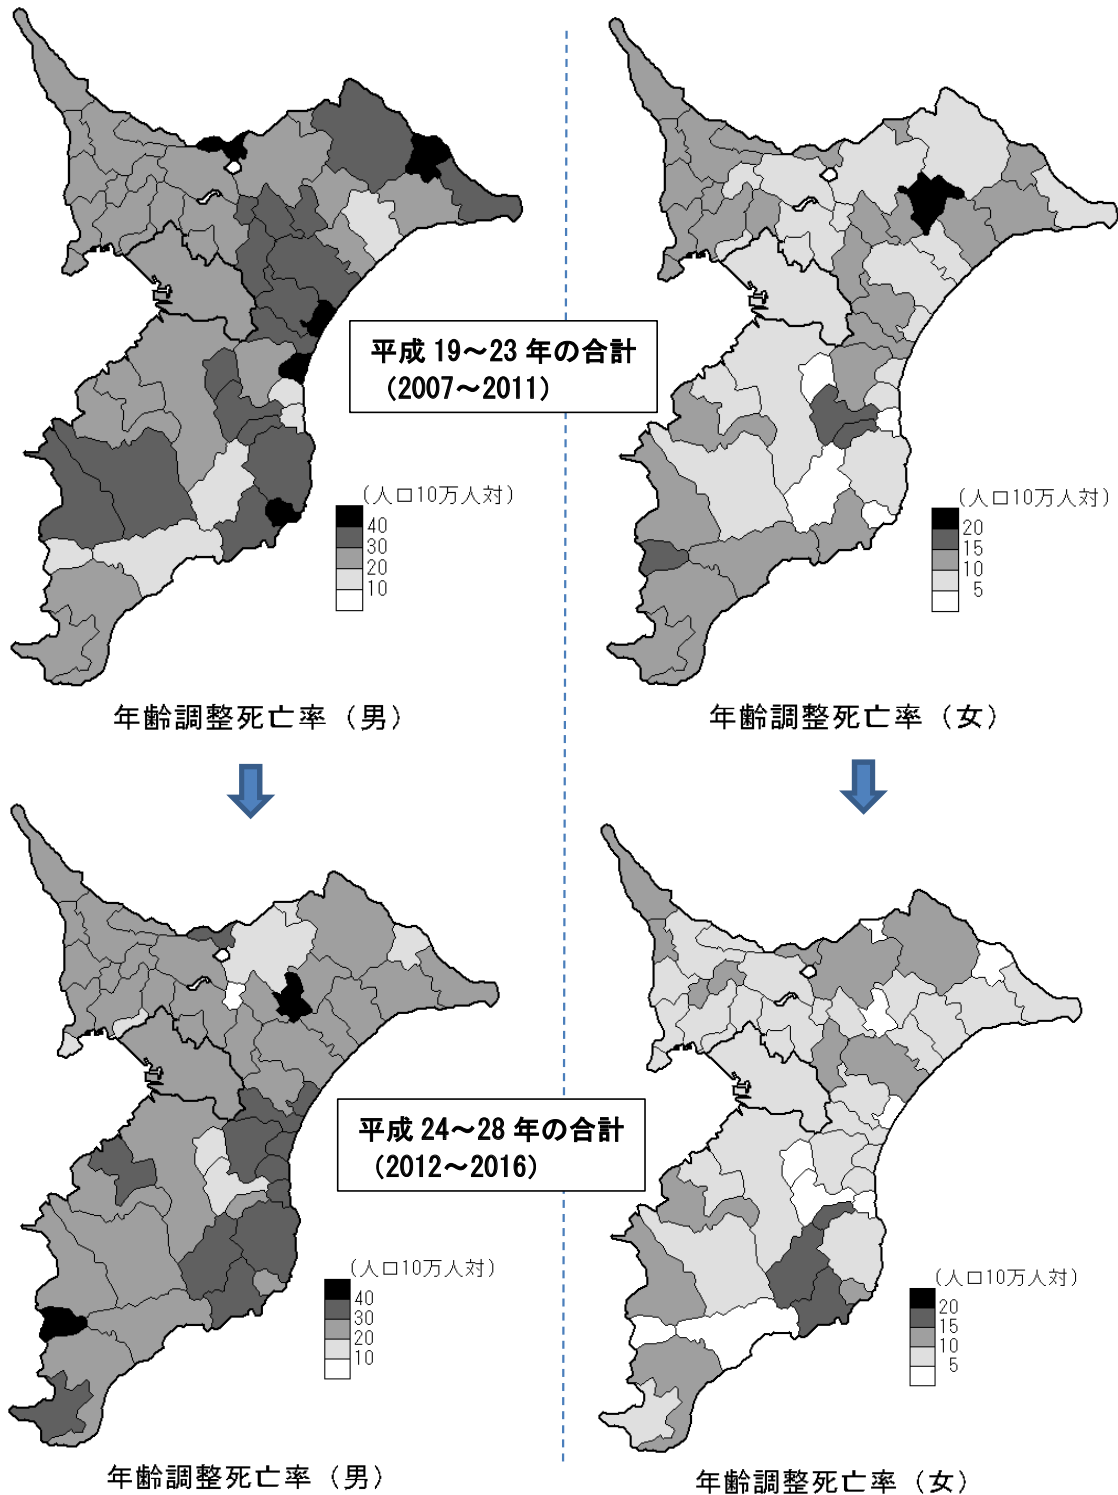 平成 19～23 年の合計
（2007～2011）
（人口10万人対）
40
30
20
10
（人口10万人対）
20
15
10
5
年齢調整死亡率（男）
年齢調整死亡率（女）
平成 24～28 年の合計
（2012～2016）
（人口10万人対）
40
30
20
10
（人口10万人対）
20
15
10
5
年齢調整死亡率（男）
年齢調整死亡率（女）